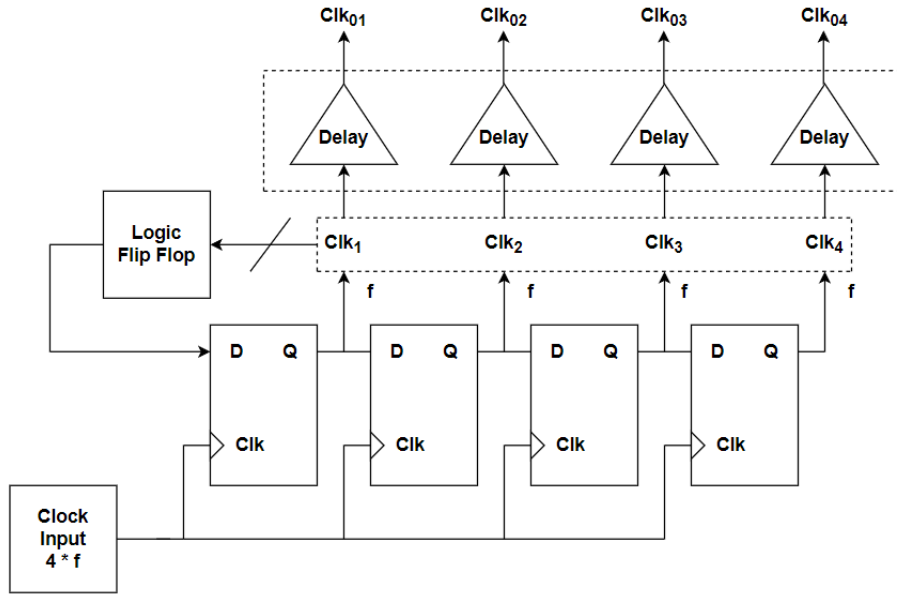 Clk01 Clk02 Clk03 Clk04
Delay Delay Delay Delay
Logic
Flip Flop
Clk1 Clk2 Clk3 Clk4
f f f f
D Q D Q D Q D Q
Clk Clk Clk Clk
Clock
Input
4 * f